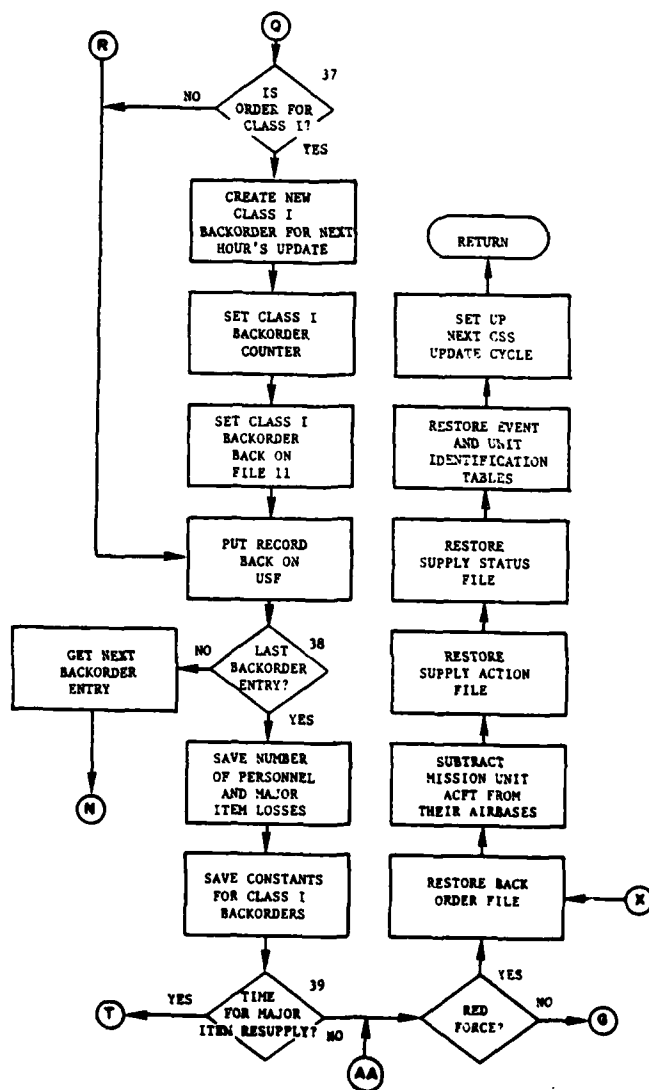 R
Q
37
IS
ORDER FOR
CLASS I?
NO
YES
CREATE NEW
CLASS I
BACKORDER FOR NEXT
HOUR'S UPDATE
SET CLASS I
BACKORDER
COUNTER
SET CLASS I
BACKORDER
BACK ON
FILE 11
PUT RECORD
BACK ON
USF
38
LAST
BACKORDER
ENTRY?
NO
GET NEXT
BACKORDER
ENTRY
N
YES
SAVE NUMBER
OF PERSONNEL
AND MAJOR
ITEM LOSSES
SAVE CONSTANTS
FOR CLASS I
BACKORDERS
39
TIME
FOR MAJOR
ITEM RESUPPLY?
YES
T
NO
AA
RED
FORCE?
NO
G
YES
RESTORE BACK
ORDER FILE
X
SUBTRACT
MISSION UNIT
ACFT FROM
THEIR AIRBASES
RESTORE
SUPPLY ACTION
FILE
RESTORE
SUPPLY STATUS
FILE
RESTORE EVENT
AND UNIT
IDENTIFICATION
TABLES
SET UP
NEXT CSS
UPDATE CYCLE
RETURN